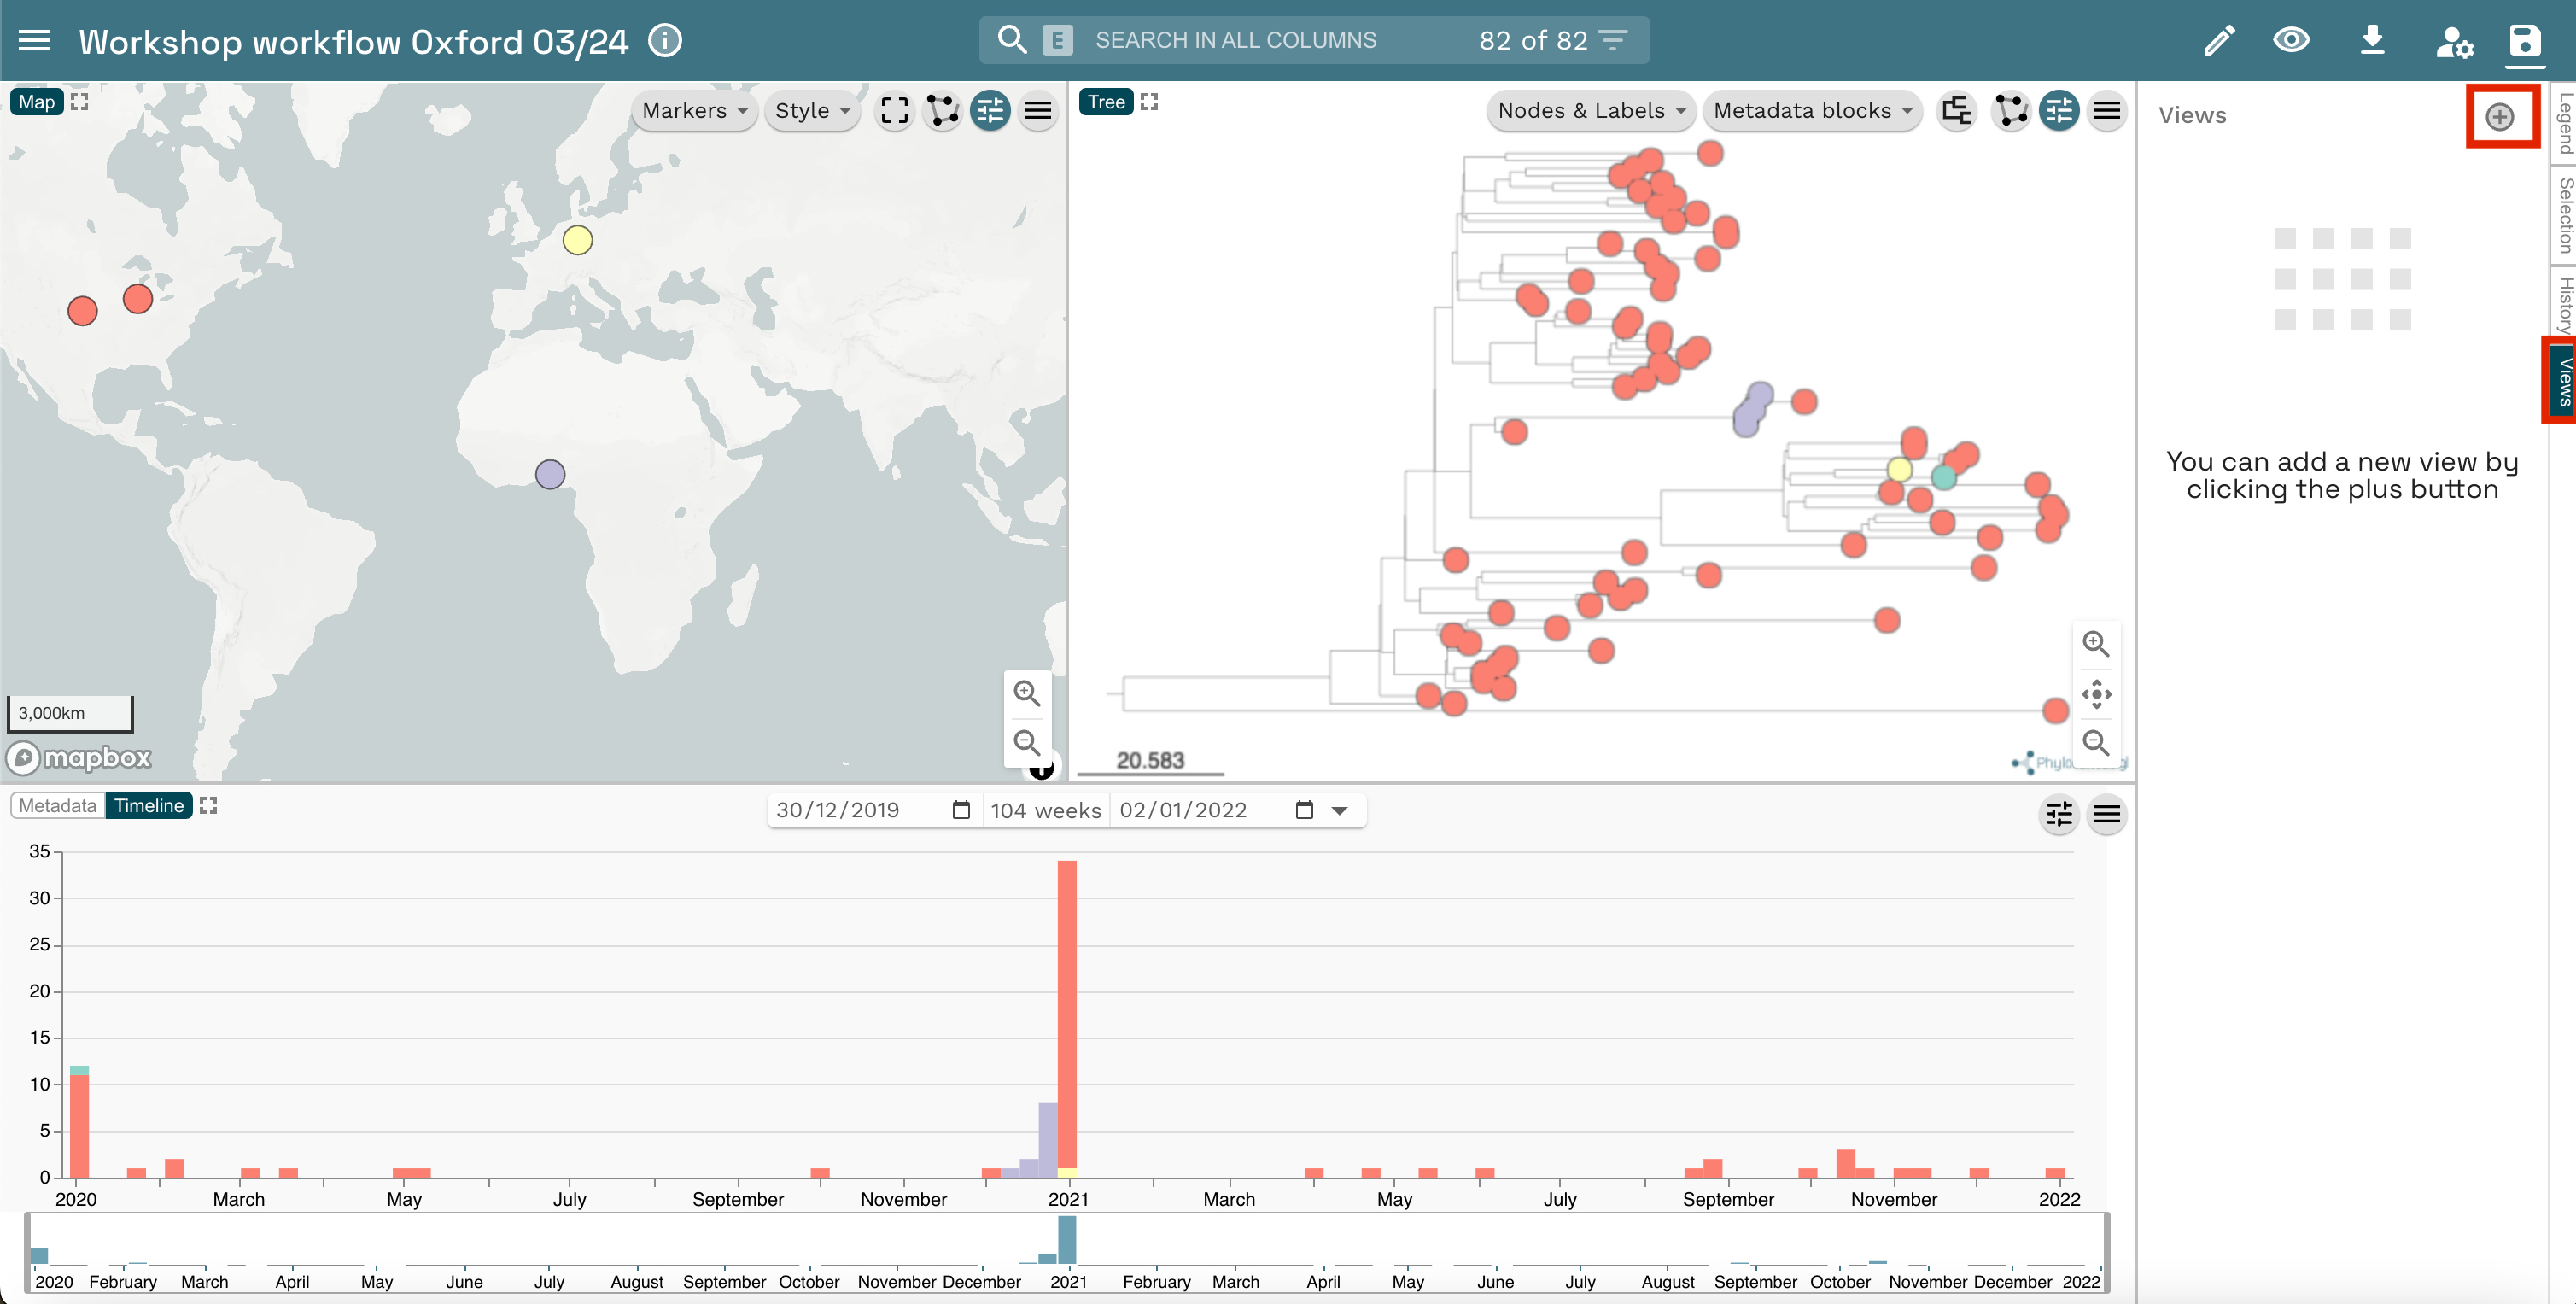 Workshop workflow Oxford 03/24
E SEARCH IN ALL COLUMNS 82 of 82
Map
Markers Style
3,000km
mapbox
Tree
Nodes & Labels Metadata blocks
20.583
Views
You can add a new view by
clicking the plus button
Legend
Selection
History
Views
Metadata Timeline
30/12/2019 104 weeks 02/01/2022
35
30
25
20
15
10
5
0
2020 March May July September November 2021 March May July September November 2022
2020 February March April May June July August September October November December 2021 February March April May June July August September October November December 2022